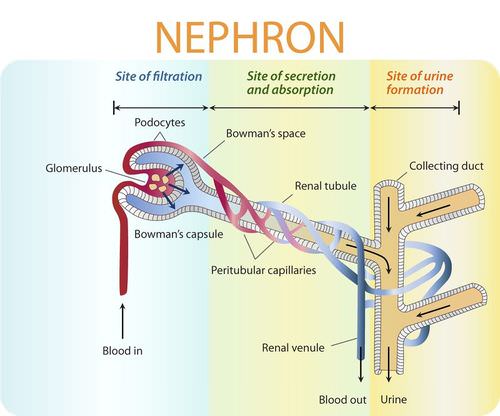 NEPHRON
Site of filtration
Site of secretion
and absorption
Site of urine
formation
Podocytes
Bowman's space
Glomerulus
Collecting duct
Renal tubule
Bowman's capsule
Peritubular capillaries
Blood in
Renal venule
Blood out
Urine